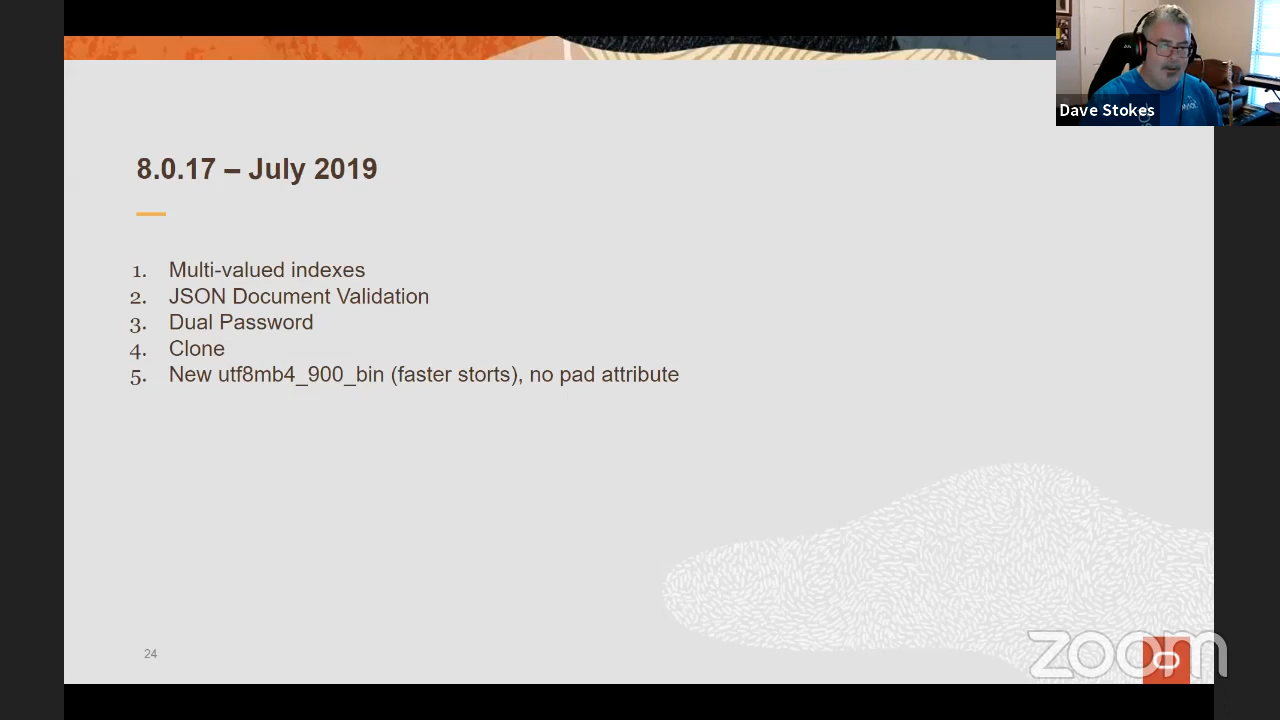 Dave Stokes
8.0.17 – July 2019
1. Multi-valued indexes
2. JSON Document Validation
3. Dual Password
4. Clone
5. New utf8mb4_900_bin (faster storts), no pad attribute
24
zoom